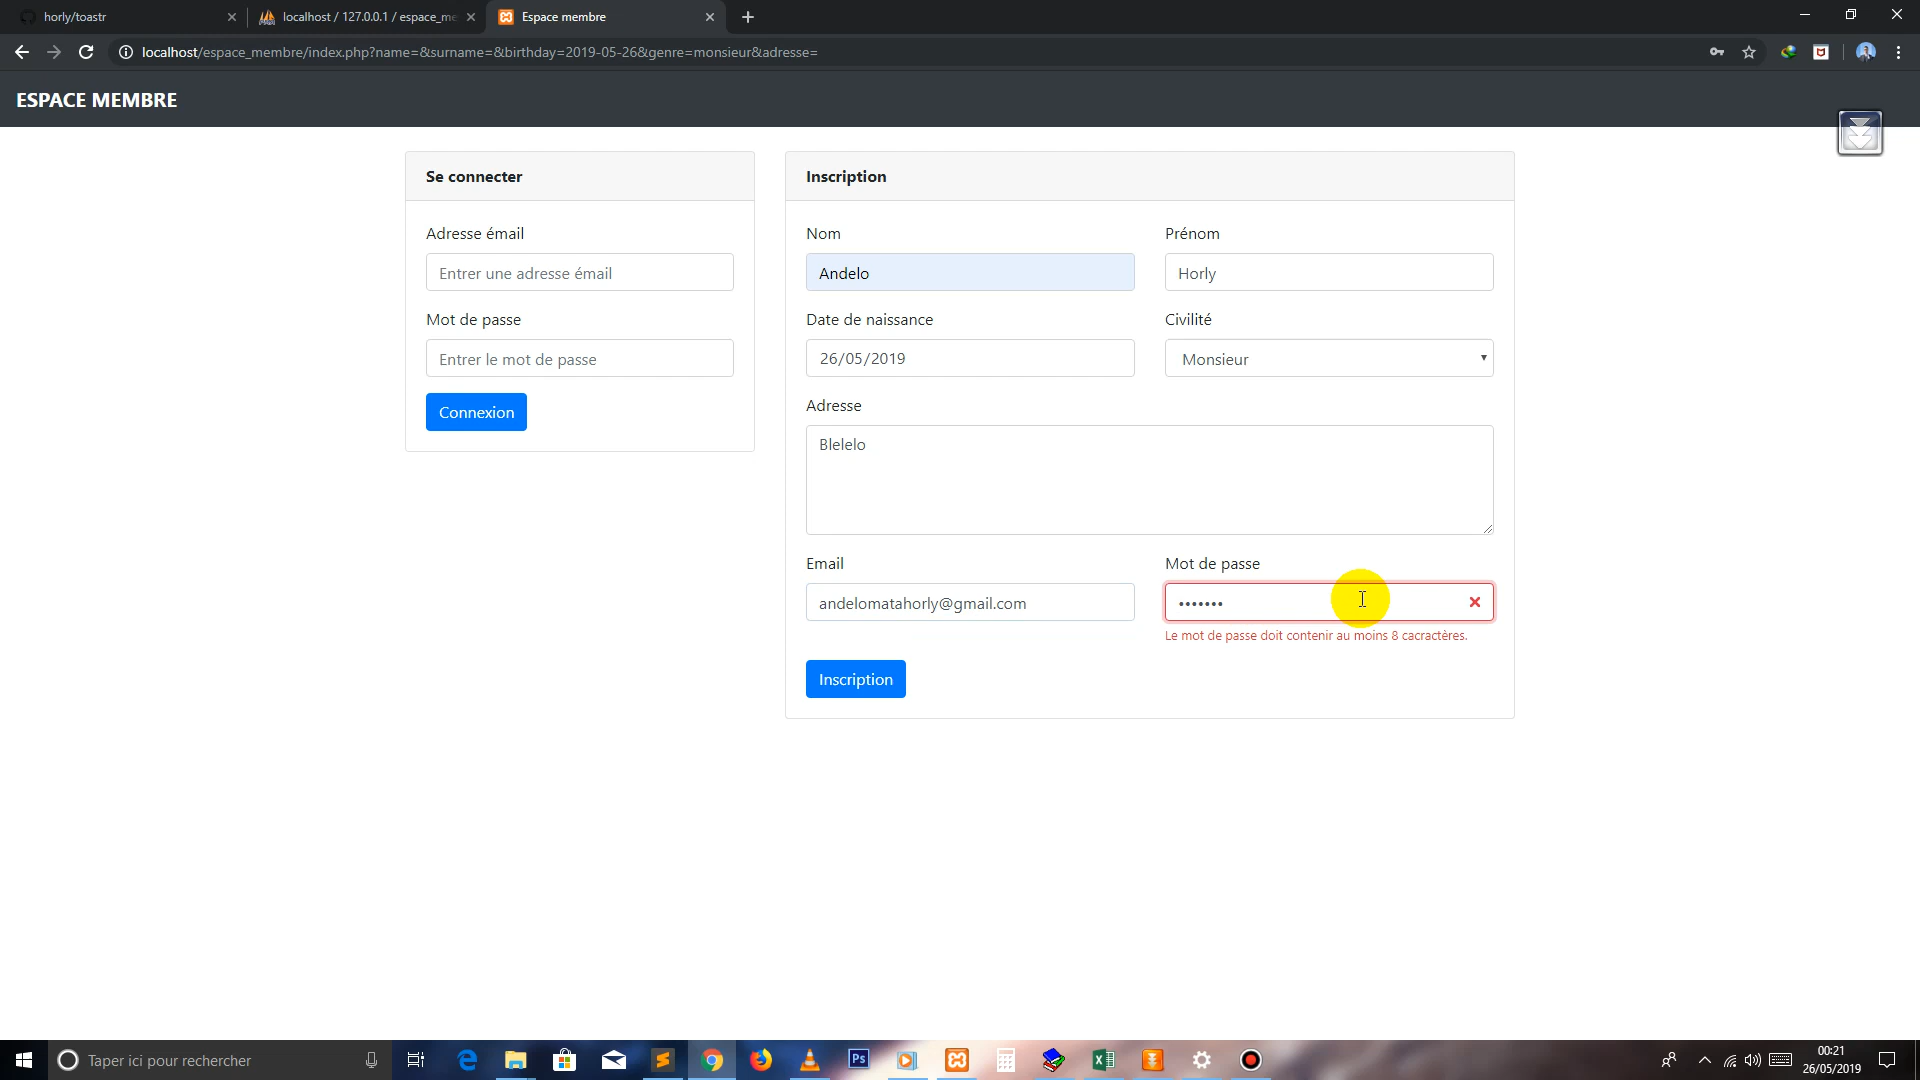 horly/toastr
localhost / 127.0.0.1 / espace_me
Espace membre
localhost/espace_membre/index.php?name=&surname=&birthday=2019-05-26&genre=monsieur&adresse=
ESPACE MEMBRE
Se connecter
Adresse émail
Entrer une adresse émail
Mot de passe
Entrer le mot de passe
Connexion
Inscription
Nom
Prénom
Andelo
Horly
Date de naissance
Civilité
26/05/2019
Monsieur
Adresse
Blelelo
Email
Mot de passe
andelomatahorly@gmail.com
•••••••
Le mot de passe doit contenir au moins 8 cacractères.
Inscription
Taper ici pour rechercher
Ps
00:21
26/05/2019